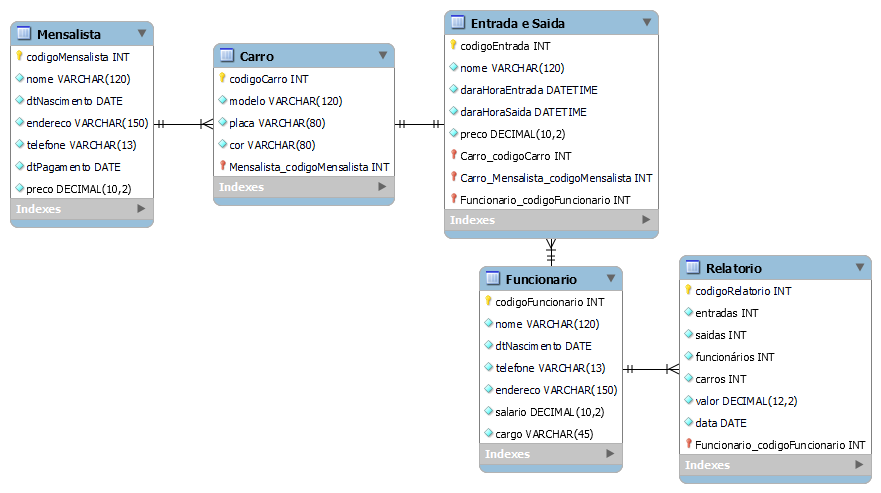 Mensalista
codigoMensalista INT
nome VARCHAR(120)
dtNascimento DATE
endereco VARCHAR(150)
telefone VARCHAR(13)
dtPagamento DATE
preco DECIMAL(10,2)
Indexes
Carro
codigoCarro INT
modelo VARCHAR(120)
placa VARCHAR(80)
cor VARCHAR(80)
Mensalista_codigoMensalista INT
Indexes
Entrada e Saida
codigoEntrada INT
nome VARCHAR(120)
daraHoraEntrada DATETIME
daraHoraSaida DATETIME
preco DECIMAL(10,2)
Carro_codigoCarro INT
Carro_Mensalista_codigoMensalista INT
Funcionario_codigoFuncionario INT
Indexes
Funcionario
codigoFuncionario INT
nome VARCHAR(120)
dtNascimento DATE
telefone VARCHAR(13)
endereco VARCHAR(150)
salario DECIMAL(10,2)
cargo VARCHAR(45)
Indexes
Relatorio
codigoRelatorio INT
entradas INT
saidas INT
funcionários INT
carros INT
valor DECIMAL(12,2)
data DATE
Funcionario_codigoFuncionario INT
Indexes